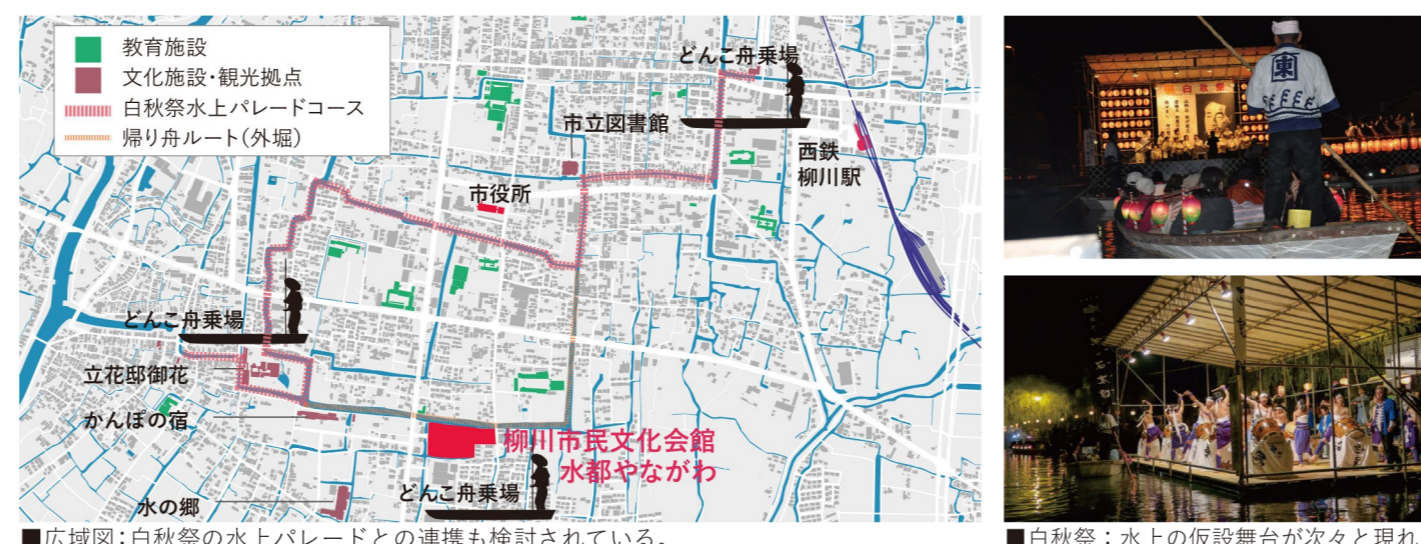 教育施設
文化施設・観光拠点
白秋祭水上パレードコース
帰り舟ルート(外堀)
どんこ舟乗場
市立図書館
西鉄
柳川駅
市役所
どんこ舟乗場
立花邸御花
かんぽの宿
柳川市民文化会館
水都やながわ
水の郷
どんこ舟乗場
■広域図:白秋祭の水上パレードとの連携も検討されている。
東
白秋祭
■白秋祭:水上の仮設舞台が次々と現れ